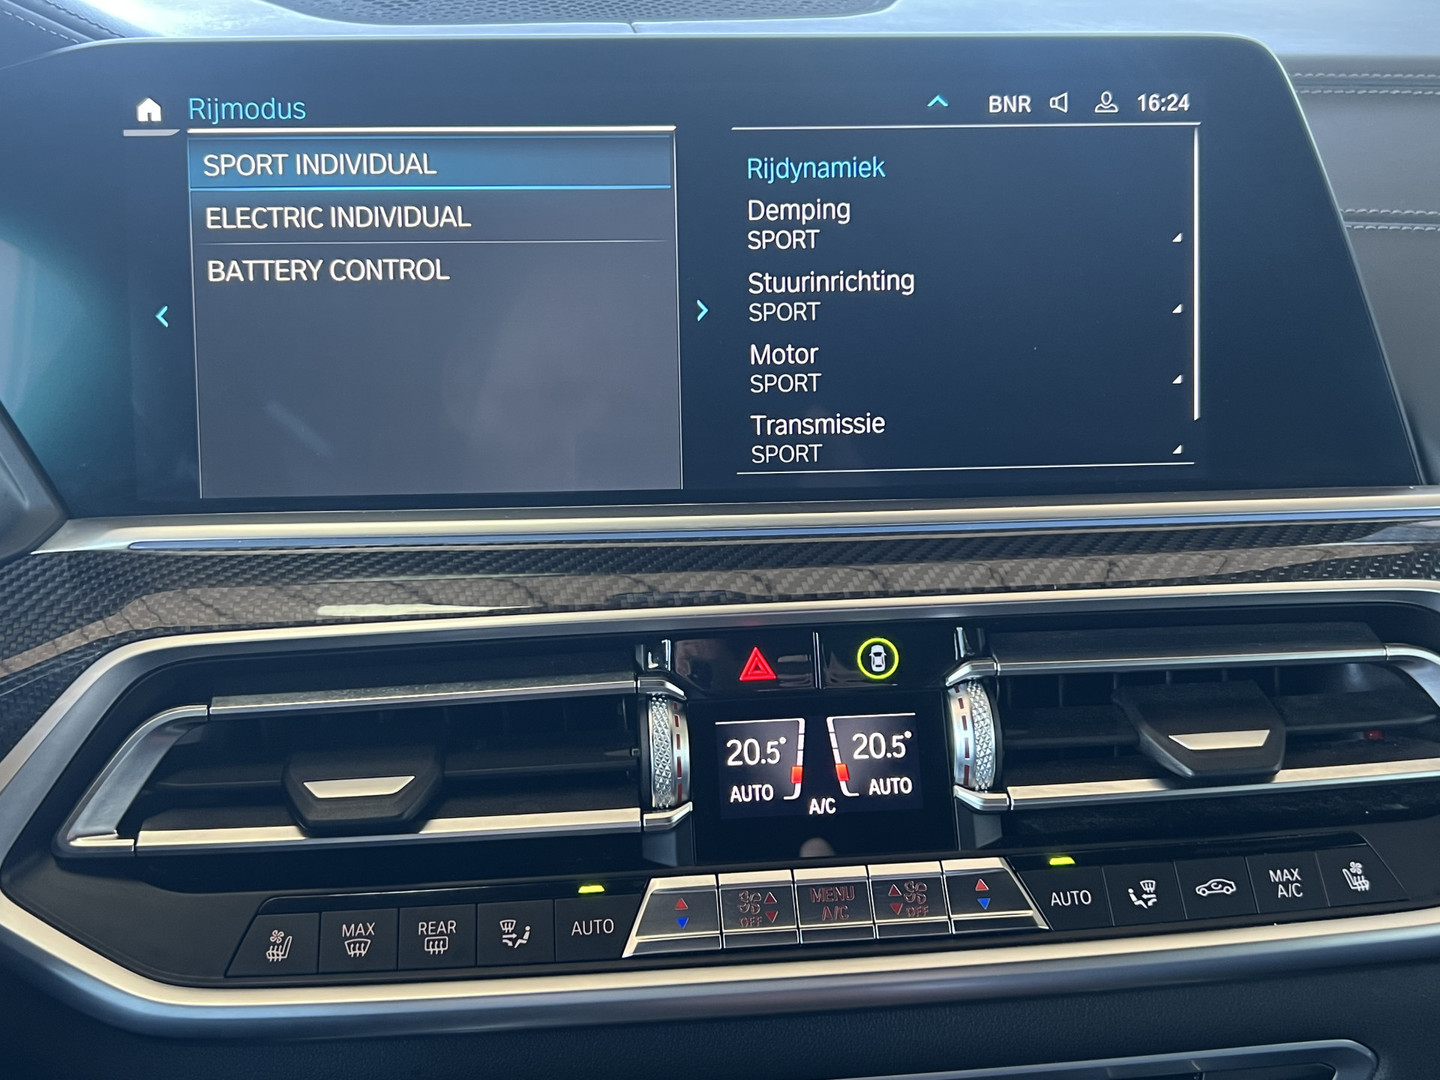 Rijmodus
BNR 16:24
SPORT INDIVIDUAL
ELECTRIC INDIVIDUAL
BATTERY CONTROL
Rijdynamiek
Demping
SPORT
Stuurinrichting
SPORT
Motor
SPORT
Transmissie
SPORT
20.5° 20.5°
AUTO AUTO
A/C
MAX
REAR
AUTO
OFF
MENU
A/C
OFF
AUTO
MAX
A/C